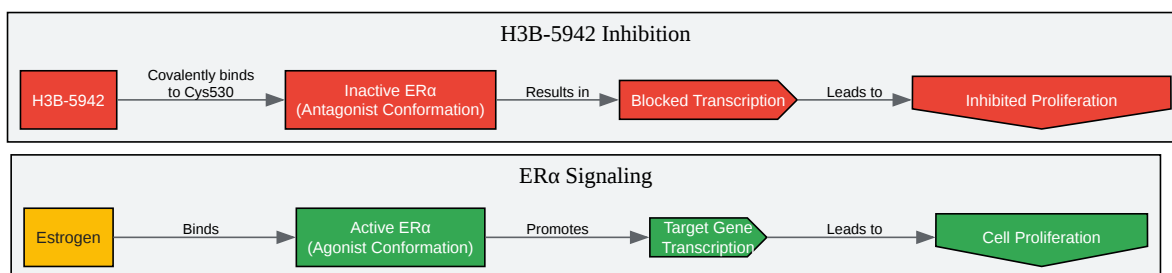 H3B-5942 Inhibition
H3B-5942
Covalently binds
to Cys530
Inactive ERα
(Antagonist Conformation)
Results in
Blocked Transcription
Leads to
Inhibited Proliferation
ERα Signaling
Estrogen
Binds
Active ERα
(Agonist Conformation)
Promotes
Target Gene
Transcription
Leads to
Cell Proliferation